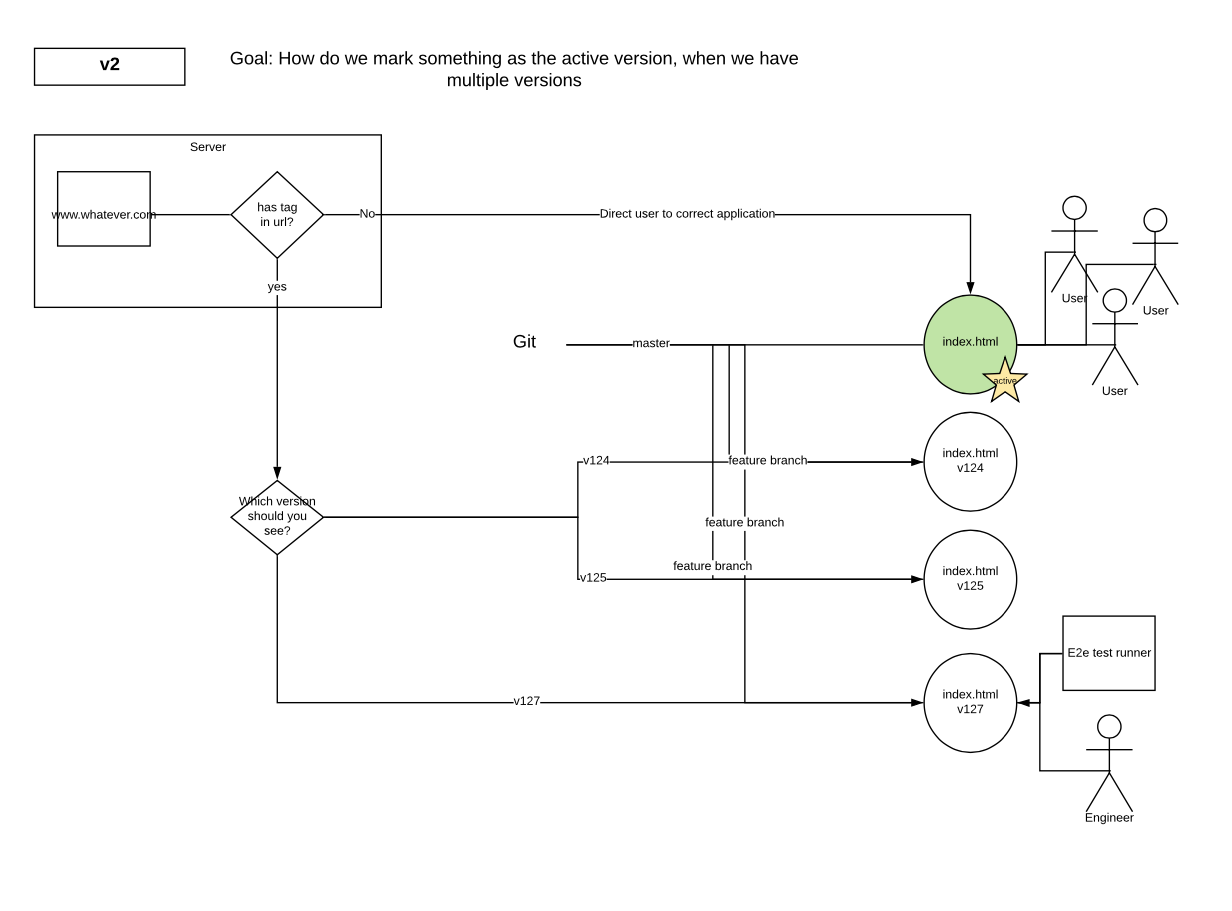 v2
Goal: How do we mark something as the active version, when we have
multiple versions
Server
www.whatever.com
has tag
in url?
No
Direct user to correct application
yes
User
User
User
Git
master
index.html
active
feature branch
v124
index.html
v124
Which version
should you
see?
feature branch
feature branch
v125
index.html
v125
E2e test runner
v127
index.html
v127
Engineer